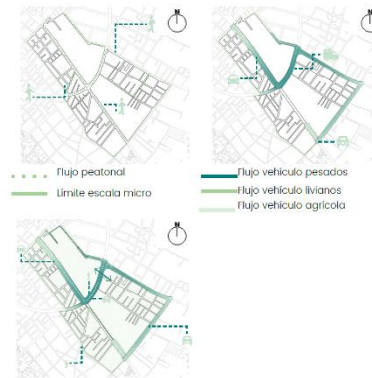 N
N
Flujo peatonal
Límite escala micro
Flujo vehículo pesados
Flujo vehículo livianos
Flujo vehículo agrícola
N